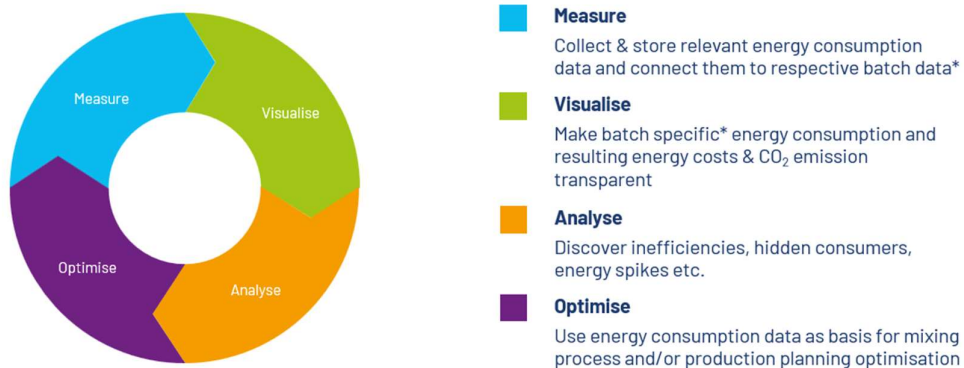 Measure
Visualise
Optimise
Analyse
Measure
Collect & store relevant energy consumption
data and connect them to respective batch data*
Visualise
Make batch specific* energy consumption and
resulting energy costs & CO₂ emission
transparent
Analyse
Discover inefficiencies, hidden consumers,
energy spikes etc.
Optimise
Use energy consumption data as basis for mixing
process and/or production planning optimisation